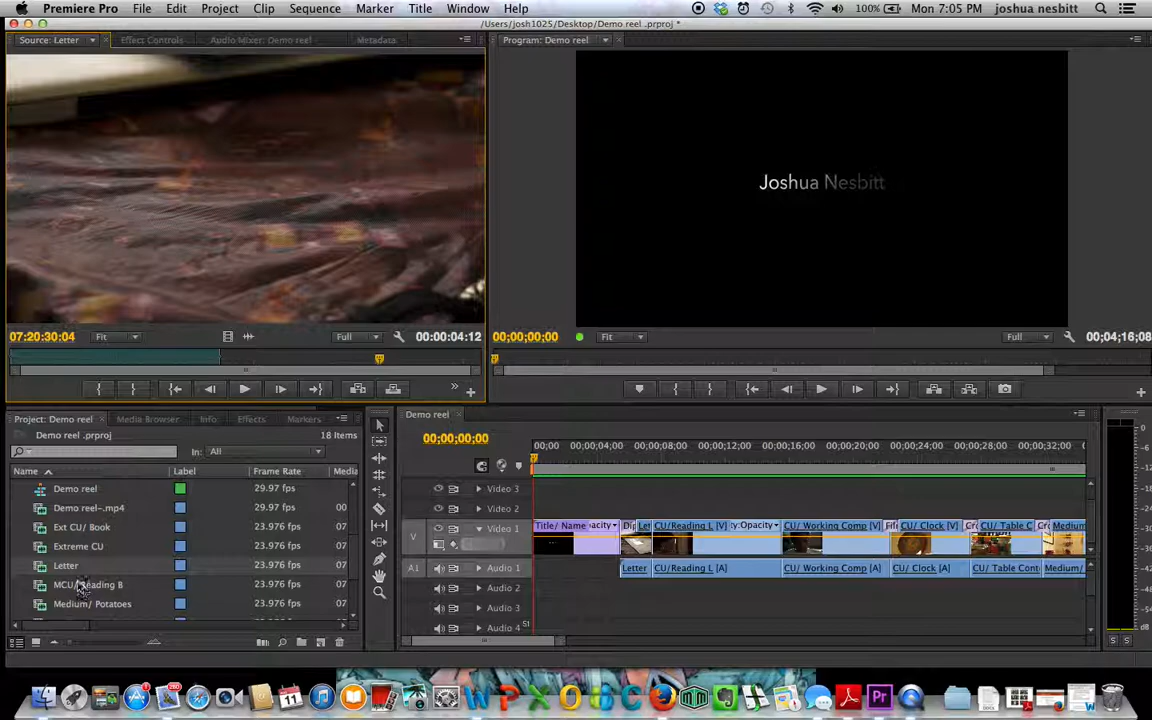 Premiere Pro File Edit Project Clip Sequence Marker Title Window Help 100% Mon 7:05 PM joshua nesbitt
/Users/josh1025/Desktop/Demo reel .prproj *
Source: Letter Effect Controls Audio Mixer: Demo reel Metadata Program: Demo reel
Joshua Nesbitt
07:20:30:04 Fit Full 00:00:04:12 00;00;00;00 Fit Full 00;04;16;08
Project: Demo reel Media Browser Info Effects Markers
Demo reel .prproj 18 Items
In: All
Name Label Frame Rate Media
Demo reel 29.97 fps
Demo reel-.mp4 29.97 fps 00
Ext CU/ Book 23.976 fps 07
Extreme CU 23.976 fps 07
Letter 23.976 fps 07
MCU/Reading B 23.976 fps 07
Medium/ Potatoes 23.976 fps 07
Demo reel
00;00;00;00
00;00 00;00;04;00 00;00;08;00 00;00;12;00 00;00;16;00 00;00;20;00 00;00;24;00 00;00;28;00 00;00;32;00
Video 3
Video 2
V Video 1 Title/ Name acity Dip Let CU/Reading L [V] ty:Opacity CU/ Working Comp [V] CU/ Clock [V] Cro CU/ Table C Cro Medium
A1 Audio 1 Letter CU/Reading L [A] CU/ Working Comp [A] CU/ Clock [A] CU/ Table Cont Medium/
Audio 2
Audio 3
Audio 4
S S